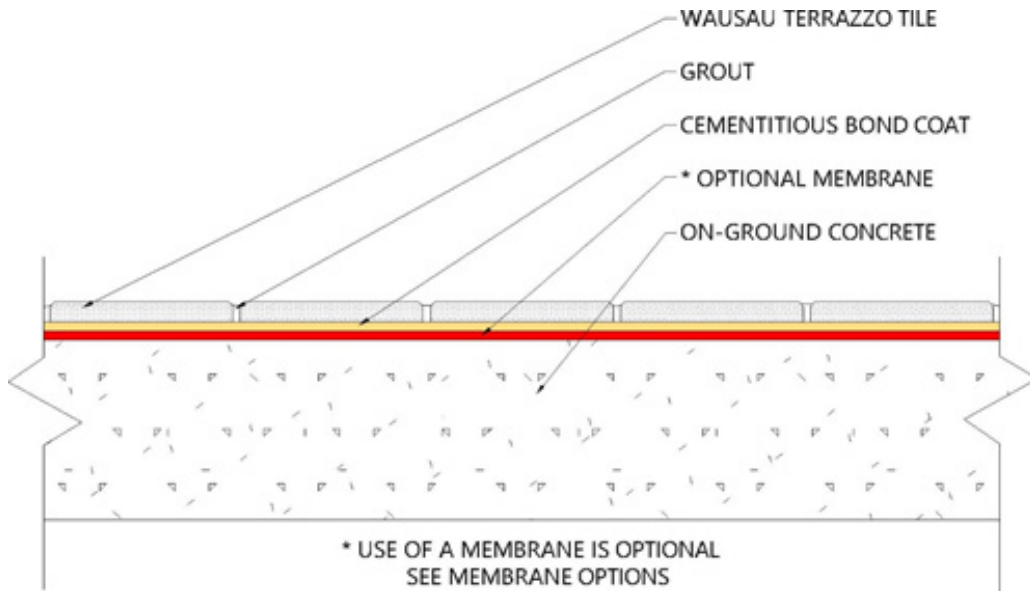 WAUSAU TERRAZZO TILE
GROUT
CEMENTITIOUS BOND COAT
* OPTIONAL MEMBRANE
ON-GROUND CONCRETE
* USE OF A MEMBRANE IS OPTIONAL
SEE MEMBRANE OPTIONS